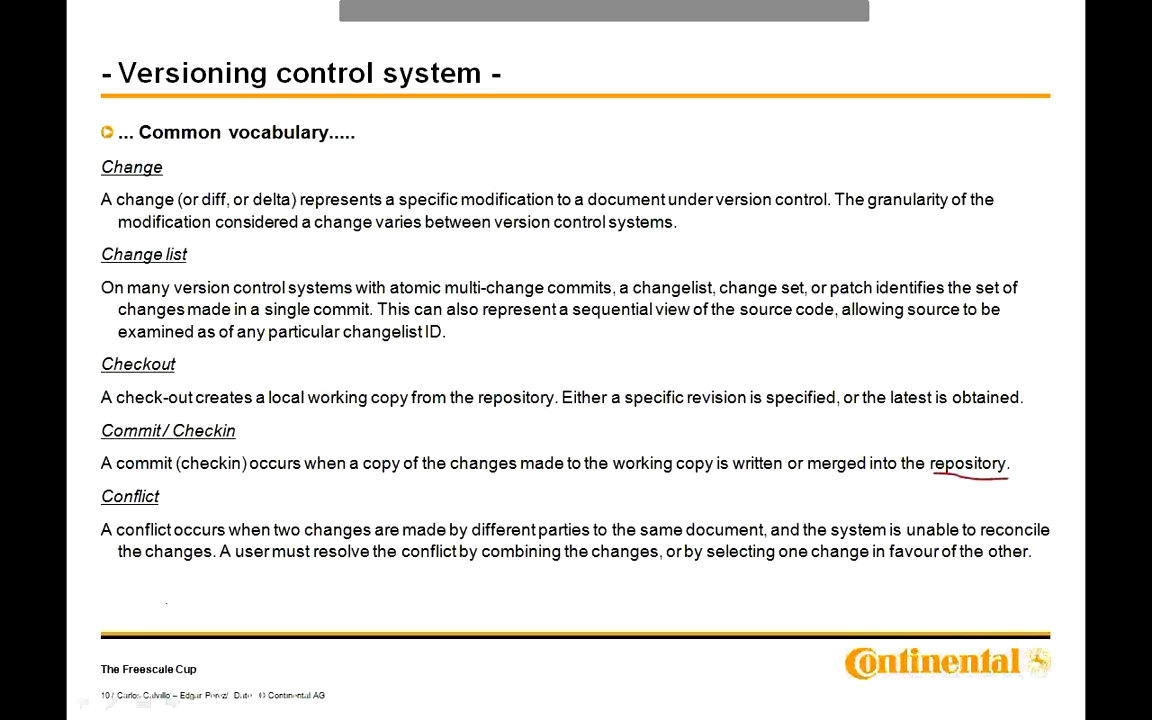 - Versioning control system -
... Common vocabulary.....
Change
A change (or diff, or delta) represents a specific modification to a document under version control. The granularity of the
modification considered a change varies between version control systems.
Change list
On many version control systems with atomic multi-change commits, a changelist, change set, or patch identifies the set of
changes made in a single commit. This can also represent a sequential view of the source code, allowing source to be
examined as of any particular changelist ID.
Checkout
A check-out creates a local working copy from the repository. Either a specific revision is specified, or the latest is obtained.
Commit / Checkin
A commit (checkin) occurs when a copy of the changes made to the working copy is written or merged into the repository.
Conflict
A conflict occurs when two changes are made by different parties to the same document, and the system is unable to reconcile
the changes. A user must resolve the conflict by combining the changes, or by selecting one change in favour of the other.
The Freescale Cup
Continental
10 / Carlos Calvillo – Edgar / © Continental AG